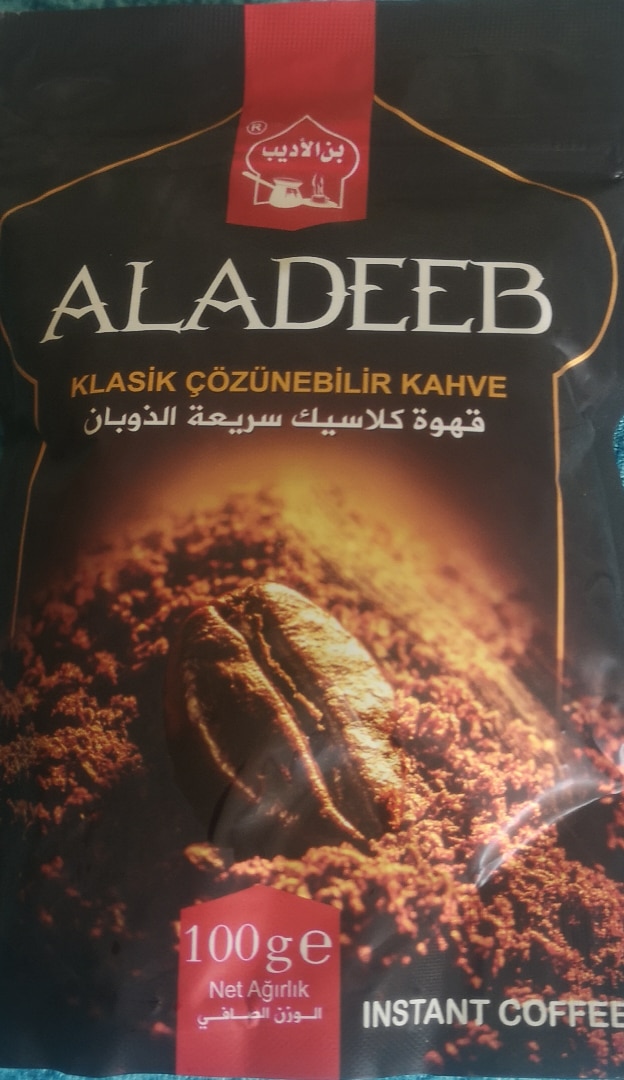 ®
بن الأديب
ALADEEB
KLASİK ÇÖZÜNEBİLİR KAHVE
قهوة كلاسيك سريعة الذوبان
100g e
Net Ağırlık
الوزن الصافي
INSTANT COFFEE